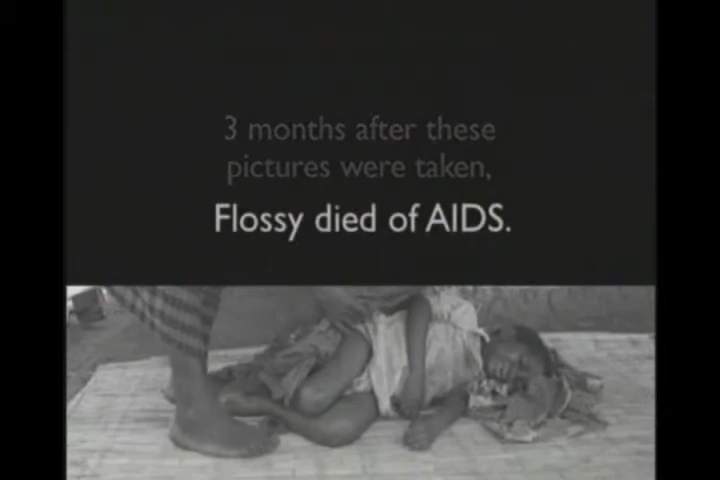 3 months after these
pictures were taken,
Flossy died of AIDS.